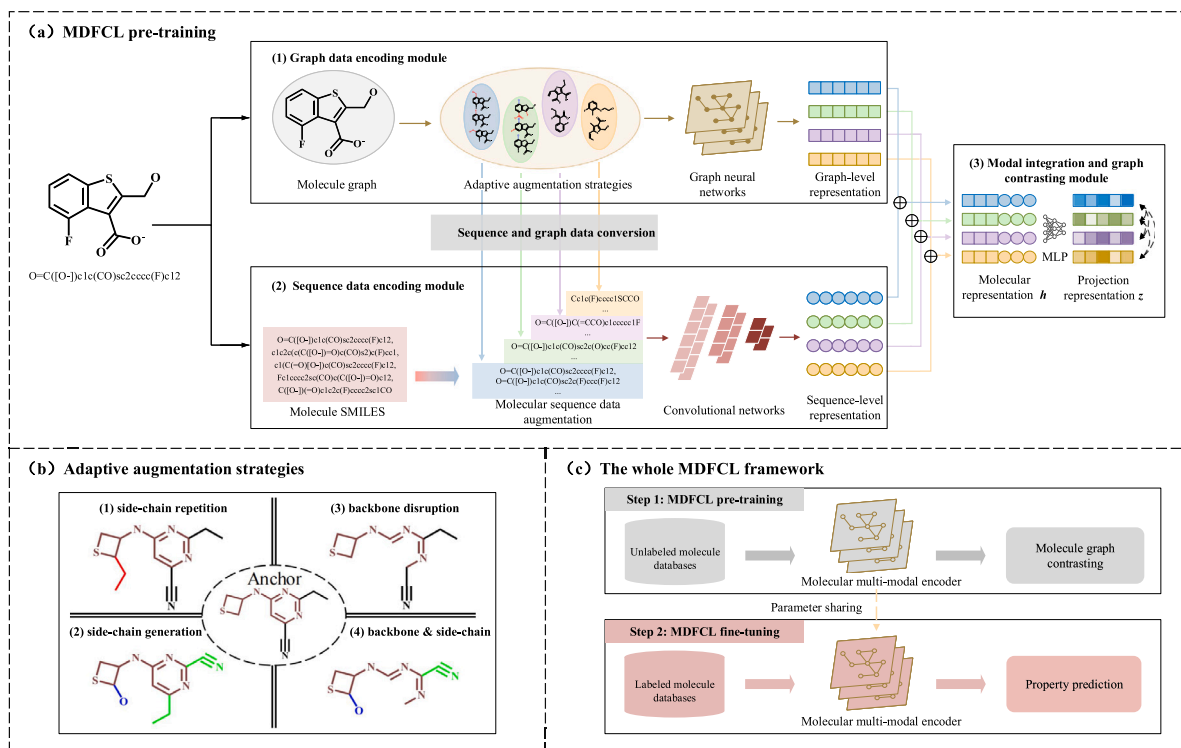 (a) MDFCL pre-training
(1) Graph data encoding module
S
O
F
O
O-
Molecule graph
Adaptive augmentation strategies
Graph neural networks
Graph-level representation
S
O
F
O
O-
O=C([O-])c1c(CO)sc2cccc(F)c12
Sequence and graph data conversion
(2) Sequence data encoding module
O=C([O-])c1c(CO)sc2cccc(F)c12,
c1c2c(c(C([O-])=O)c(CO)s2)c(F)cc1,
c1(C(=O)[O-])c(CO)sc2cccc(F)c12,
Fc1cccc2sc(CO)c(C([O-])=O)c12,
C([O-])(=O)c1c2c(F)cccc2sc1CO
Molecule SMILES
Cc1c(F)cccc1SCCO
...
O=C([O-])C(=CCO)c1ccccc1F
...
O=C([O-])c1c(CO)sc2c(O)cc(F)cc12
...
O=C([O-])c1c(CO)sc2cccc(F)c12,
O=C([O-])c1c(CO)sc2c(F)ccc(F)c12
...
Molecular sequence data
augmentation
Convolutional networks
Sequence-level
representation
(3) Modal integration and graph
contrasting module
MLP
Molecular
representation h
Projection
representation z
(b) Adaptive augmentation strategies
(1) side-chain repetition
N
N
N
S
N
(3) backbone disruption
N
N
N
S
N
Anchor
N
N
N
S
N
(2) side-chain generation
N
N
N
N
S
O
(4) backbone & side-chain
N
N
N
N
S
O
(c) The whole MDFCL framework
Step 1: MDFCL pre-training
Unlabeled molecule
databases
Molecular multi-modal encoder
Molecule graph
contrasting
Parameter sharing
Step 2: MDFCL fine-tuning
Labeled molecule
databases
Molecular multi-modal encoder
Property prediction